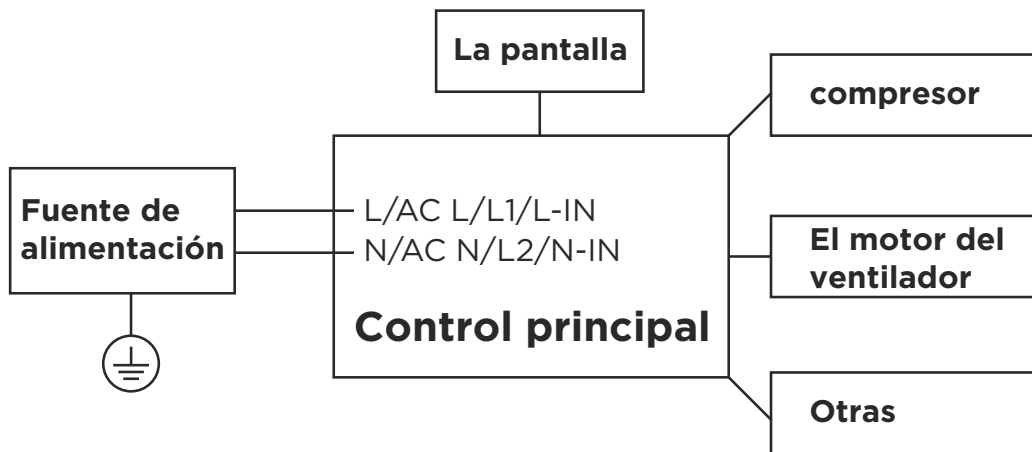 La pantalla
compresor
Fuente de
alimentación
L/AC L/L1/L-IN
N/AC N/L2/N-IN
Control principal
El motor del
ventilador
Otras